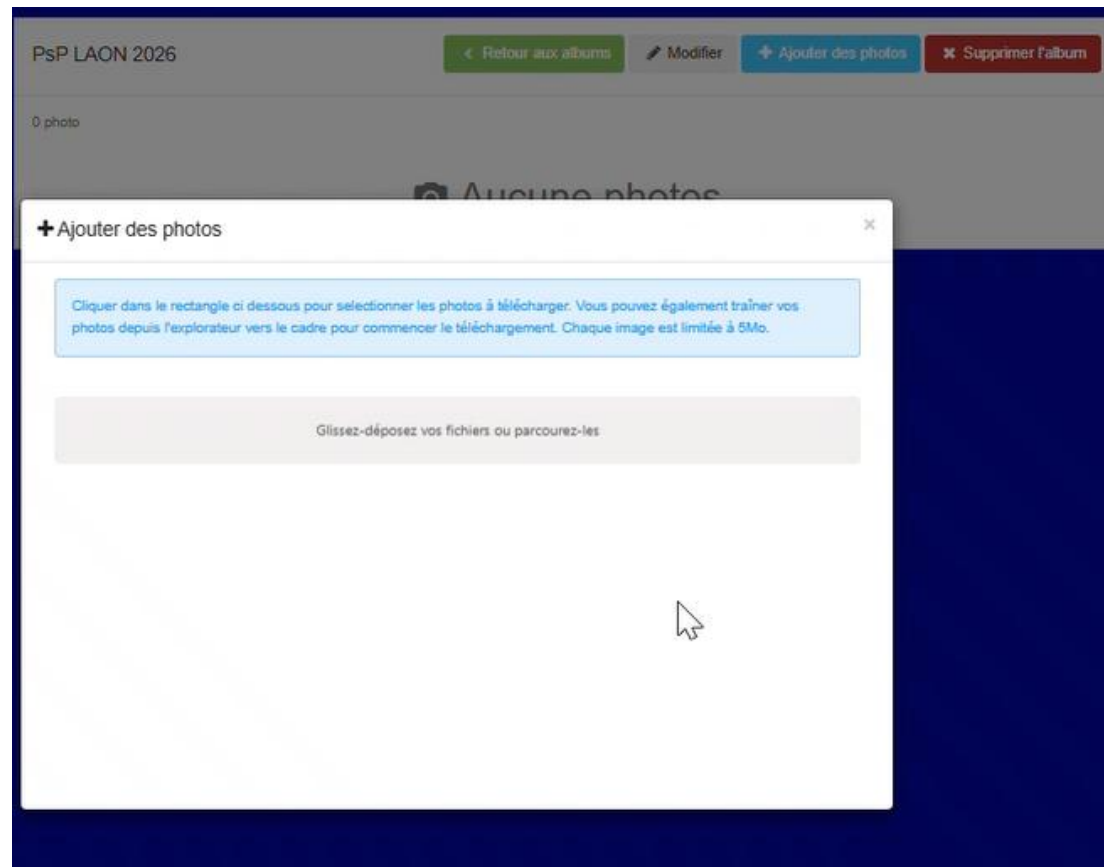 PsP LAON 2026
Retour aux albums
Modifier
Ajouter des photos
Supprimer l'album
0 photo
Aucune photos
Ajouter des photos
Cliquer dans le rectangle ci dessous pour selectionner les photos à télécharger. Vous pouvez également traîner vos
photos depuis l'explorateur vers le cadre pour commencer le téléchargement. Chaque image est limitée à 5Mo.
Glissez-déposez vos fichiers ou parcourez-les